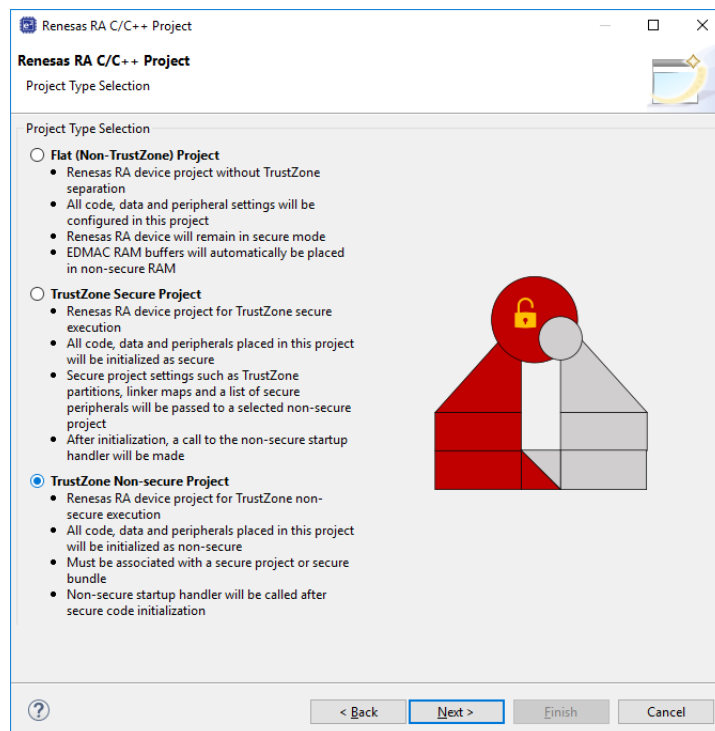 Renesas RA C/C++ Project
Renesas RA C/C++ Project
Project Type Selection
Project Type Selection
Flat (Non-TrustZone) Project
Renesas RA device project without TrustZone
separation
All code, data and peripheral settings will be
configured in this project
Renesas RA device will remain in secure mode
EDMAC RAM buffers will automatically be placed
in non-secure RAM
TrustZone Secure Project
Renesas RA device project for TrustZone secure
execution
All code, data and peripherals placed in this project
will be initialized as secure
Secure project settings such as TrustZone
partitions, linker maps and a list of secure
peripherals will be passed to a selected non-secure
project
After initialization, a call to the non-secure startup
handler will be made
TrustZone Non-secure Project
Renesas RA device project for TrustZone non-
secure execution
All code, data and peripherals placed in this project
will be initialized as non-secure
Must be associated with a secure project or secure
bundle
Non-secure startup handler will be called after
secure code initialization
? < Back Next > Finish Cancel